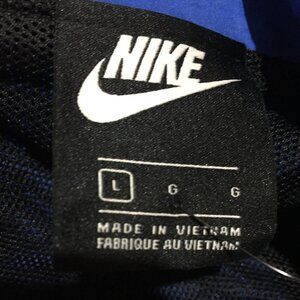 NIKE
L G G
MADE IN VIETNAM
FABRIQUE AU VIETNAM